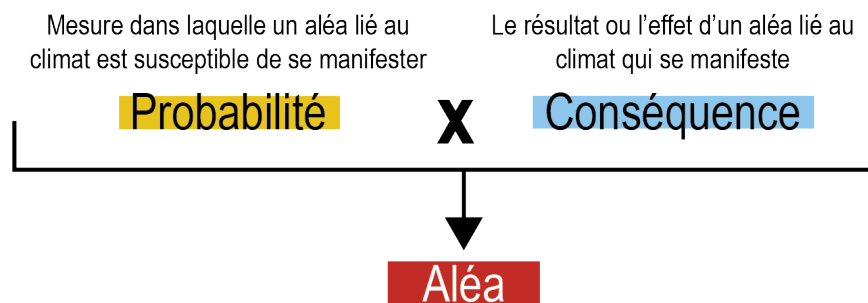 Mesure dans laquelle un aléa lié au
climat est susceptible de se manifester
Le résultat ou l’effet d’un aléa lié au
climat qui se manifeste
Probabilité x Conséquence
Aléa